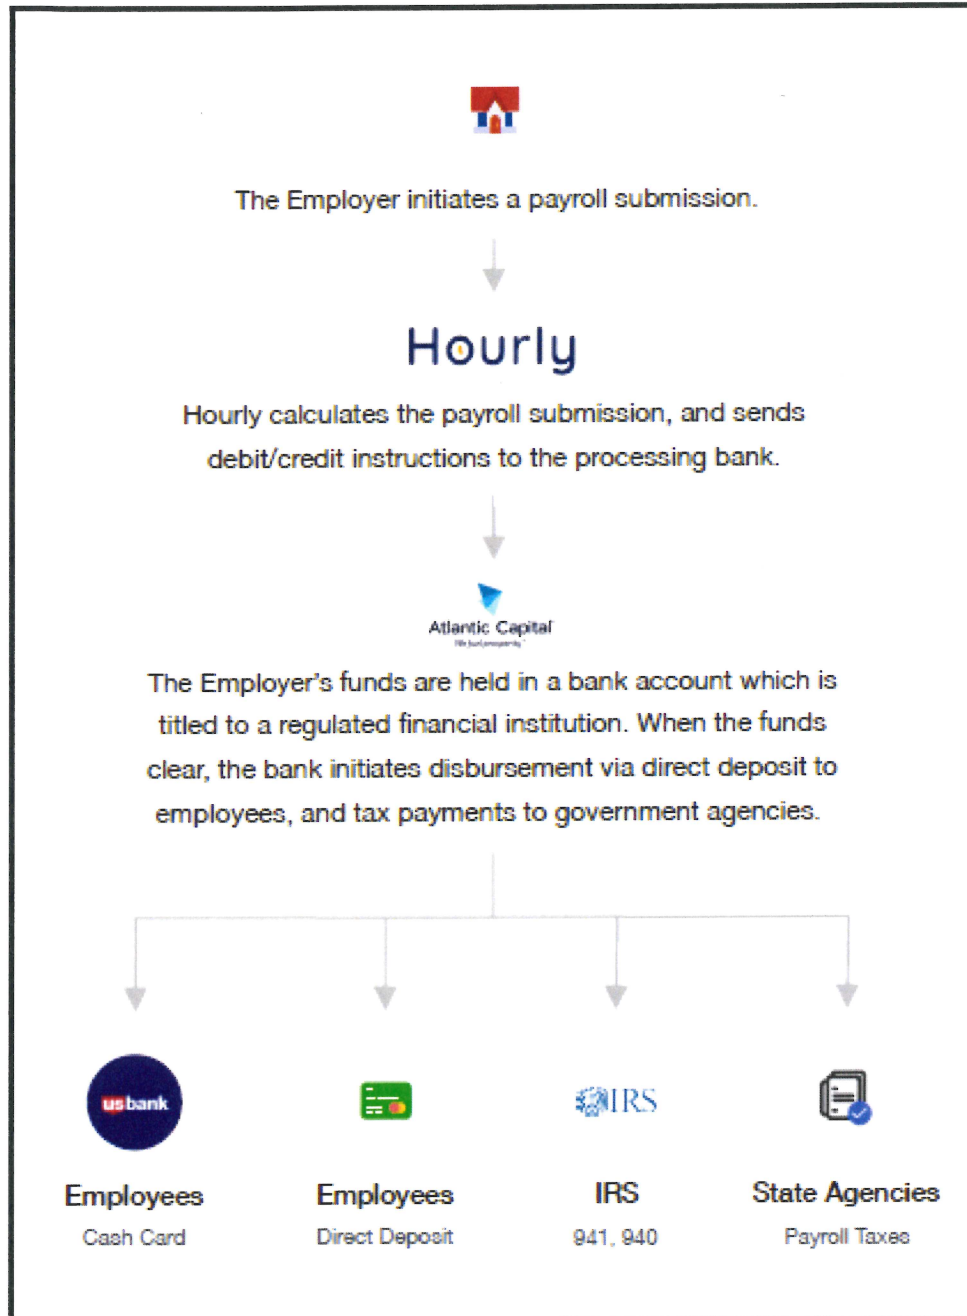 The Employer initiates a payroll submission.
Hourly
Hourly calculates the payroll submission, and sends
debit/credit instructions to the processing bank.
Atlantic Capital
The Employer's funds are held in a bank account which is
titled to a regulated financial institution. When the funds
clear, the bank initiates disbursement via direct deposit to
employees, and tax payments to government agencies.
usbank
IRS
Employees
Employees
IRS
State Agencies
Cash Card
Direct Deposit
941, 940
Payroll Taxes